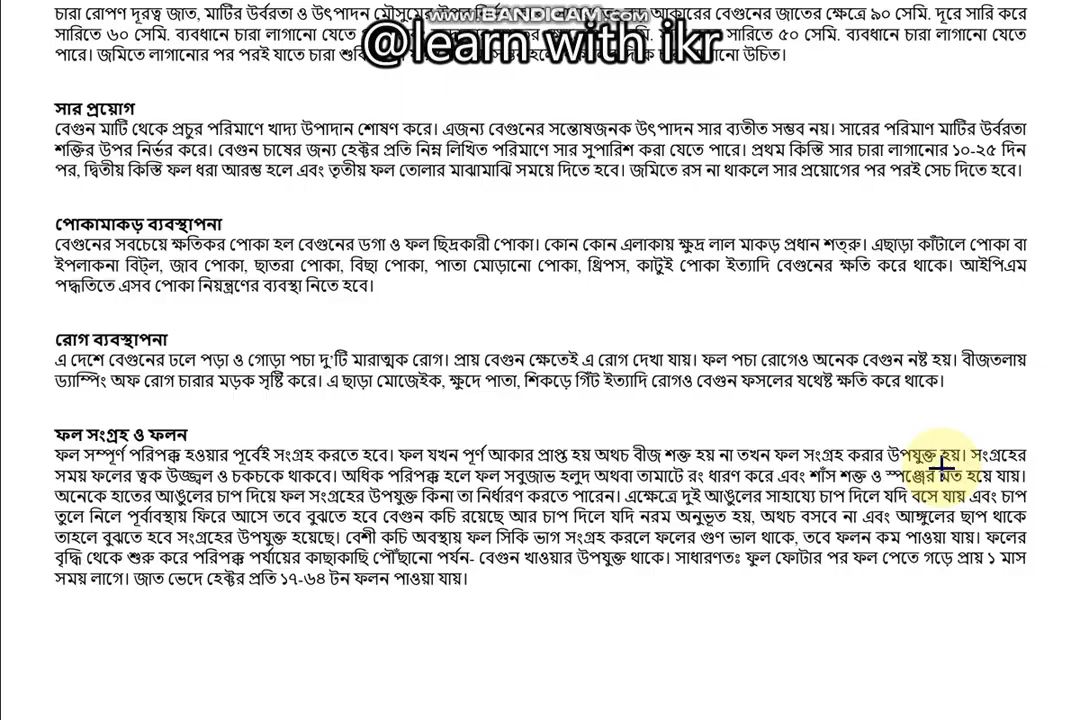 www.BANDICAM.com
চারা রোপণ দূরত্ব জাত, মাটির উর্বরতা ও উৎপাদন মৌসুমের উপর আকারের বেগুনের জাতের ক্ষেত্রে ৯০ সেমি. দূরে সারি করে
সারিতে ৬০ সেমি. ব্যবধানে চারা লাগানো যেতে সারিতে ৫০ সেমি. ব্যবধানে চারা লাগানো যেতে
@learn with ikr
পারে। জমিতে লাগানোর পর পরই যাতে চারা উচিত।
সার প্রয়োগ
বেগুন মাটি থেকে প্রচুর পরিমাণে খাদ্য উপাদান শোষণ করে। এজন্য বেগুনের সন্তোষজনক উৎপাদন সার ব্যতীত সম্ভব নয়। সারের পরিমাণ মাটির উর্বরতা
শক্তির উপর নির্ভর করে। বেগুন চাষের জন্য হেক্টর প্রতি নিম্ন লিখিত পরিমাণে সার সুপারিশ করা যেতে পারে। প্রথম কিস্তি সার চারা লাগানোর ১০-২৫ দিন
পর, দ্বিতীয় কিস্তি ফল ধরা আরম্ভ হলে এবং তৃতীয় ফল তোলার মাঝামাঝি সময়ে দিতে হবে। জমিতে রস না থাকলে সার প্রয়োগের পর পরই সেচ দিতে হবে।
পোকামাকড় ব্যবস্থাপনা
বেগুনের সবচেয়ে ক্ষতিকর পোকা হল বেগুনের ডগা ও ফল ছিদ্রকারী পোকা। কোন কোন এলাকায় ক্ষুদ্র লাল মাকড় প্রধান শত্রু। এছাড়া কাঁটালে পোকা বা
ইপলাকনা বিট্ল, জাব পোকা, ছাতরা পোকা, বিছা পোকা, পাতা মোড়ানো পোকা, থ্রিপস, কাটুই পোকা ইত্যাদি বেগুনের ক্ষতি করে থাকে। আইপিএম
পদ্ধতিতে এসব পোকা নিয়ন্ত্রণের ব্যবস্থা নিতে হবে।
রোগ ব্যবস্থাপনা
এ দেশে বেগুনের ঢলে পড়া ও গোড়া পচা দু'টি মারাত্মক রোগ। প্রায় বেগুন ক্ষেতেই এ রোগ দেখা যায়। ফল পচা রোগেও অনেক বেগুন নষ্ট হয়। বীজতলায়
ড্যাম্পিং অফ রোগ চারার মড়ক সৃষ্টি করে। এ ছাড়া মোজেইক, ক্ষুদে পাতা, শিকড়ে গিঁট ইত্যাদি রোগও বেগুন ফসলের যথেষ্ট ক্ষতি করে থাকে।
ফল সংগ্রহ ও ফলন
ফল সম্পূর্ণ পরিপক্ক হওয়ার পূর্বেই সংগ্রহ করতে হবে। ফল যখন পূর্ণ আকার প্রাপ্ত হয় অথচ বীজ শক্ত হয় না তখন ফল সংগ্রহ করার উপযুক্ত হয়। সংগ্রহের
সময় ফলের ত্বক উজ্জ্বল ও চকচকে থাকবে। অধিক পরিপক্ক হলে ফল সবুজাভ হলুদ অথবা তামাটে রং ধারণ করে এবং শাঁস শক্ত ও স্পঞ্জের মত হয়ে যায়।
অনেকে হাতের আঙুলের চাপ দিয়ে ফল সংগ্রহের উপযুক্ত কিনা তা নির্ধারণ করতে পারেন। এক্ষেত্রে দুই আঙুলের সাহায্যে চাপ দিলে যদি বসে যায় এবং চাপ
তুলে নিলে পূর্বাবস্থায় ফিরে আসে তবে বুঝতে হবে বেগুন কচি রয়েছে আর চাপ দিলে যদি নরম অনুভূত হয়, অথচ বসবে না এবং আঙ্গুলের ছাপ থাকে
তাহলে বুঝতে হবে সংগ্রহের উপযুক্ত হয়েছে। বেশী কচি অবস্থায় ফল সিকি ভাগ সংগ্রহ করলে ফলের গুণ ভাল থাকে, তবে ফলন কম পাওয়া যায়। ফলের
বৃদ্ধি থেকে শুরু করে পরিপক্ক পর্যায়ের কাছাকাছি পৌঁছানো পর্যন- বেগুন খাওয়ার উপযুক্ত থাকে। সাধারণতঃ ফুল ফোটার পর ফল পেতে গড়ে প্রায় ১ মাস
সময় লাগে। জাত ভেদে হেক্টর প্রতি ১৭-৬৪ টন ফলন পাওয়া যায়।